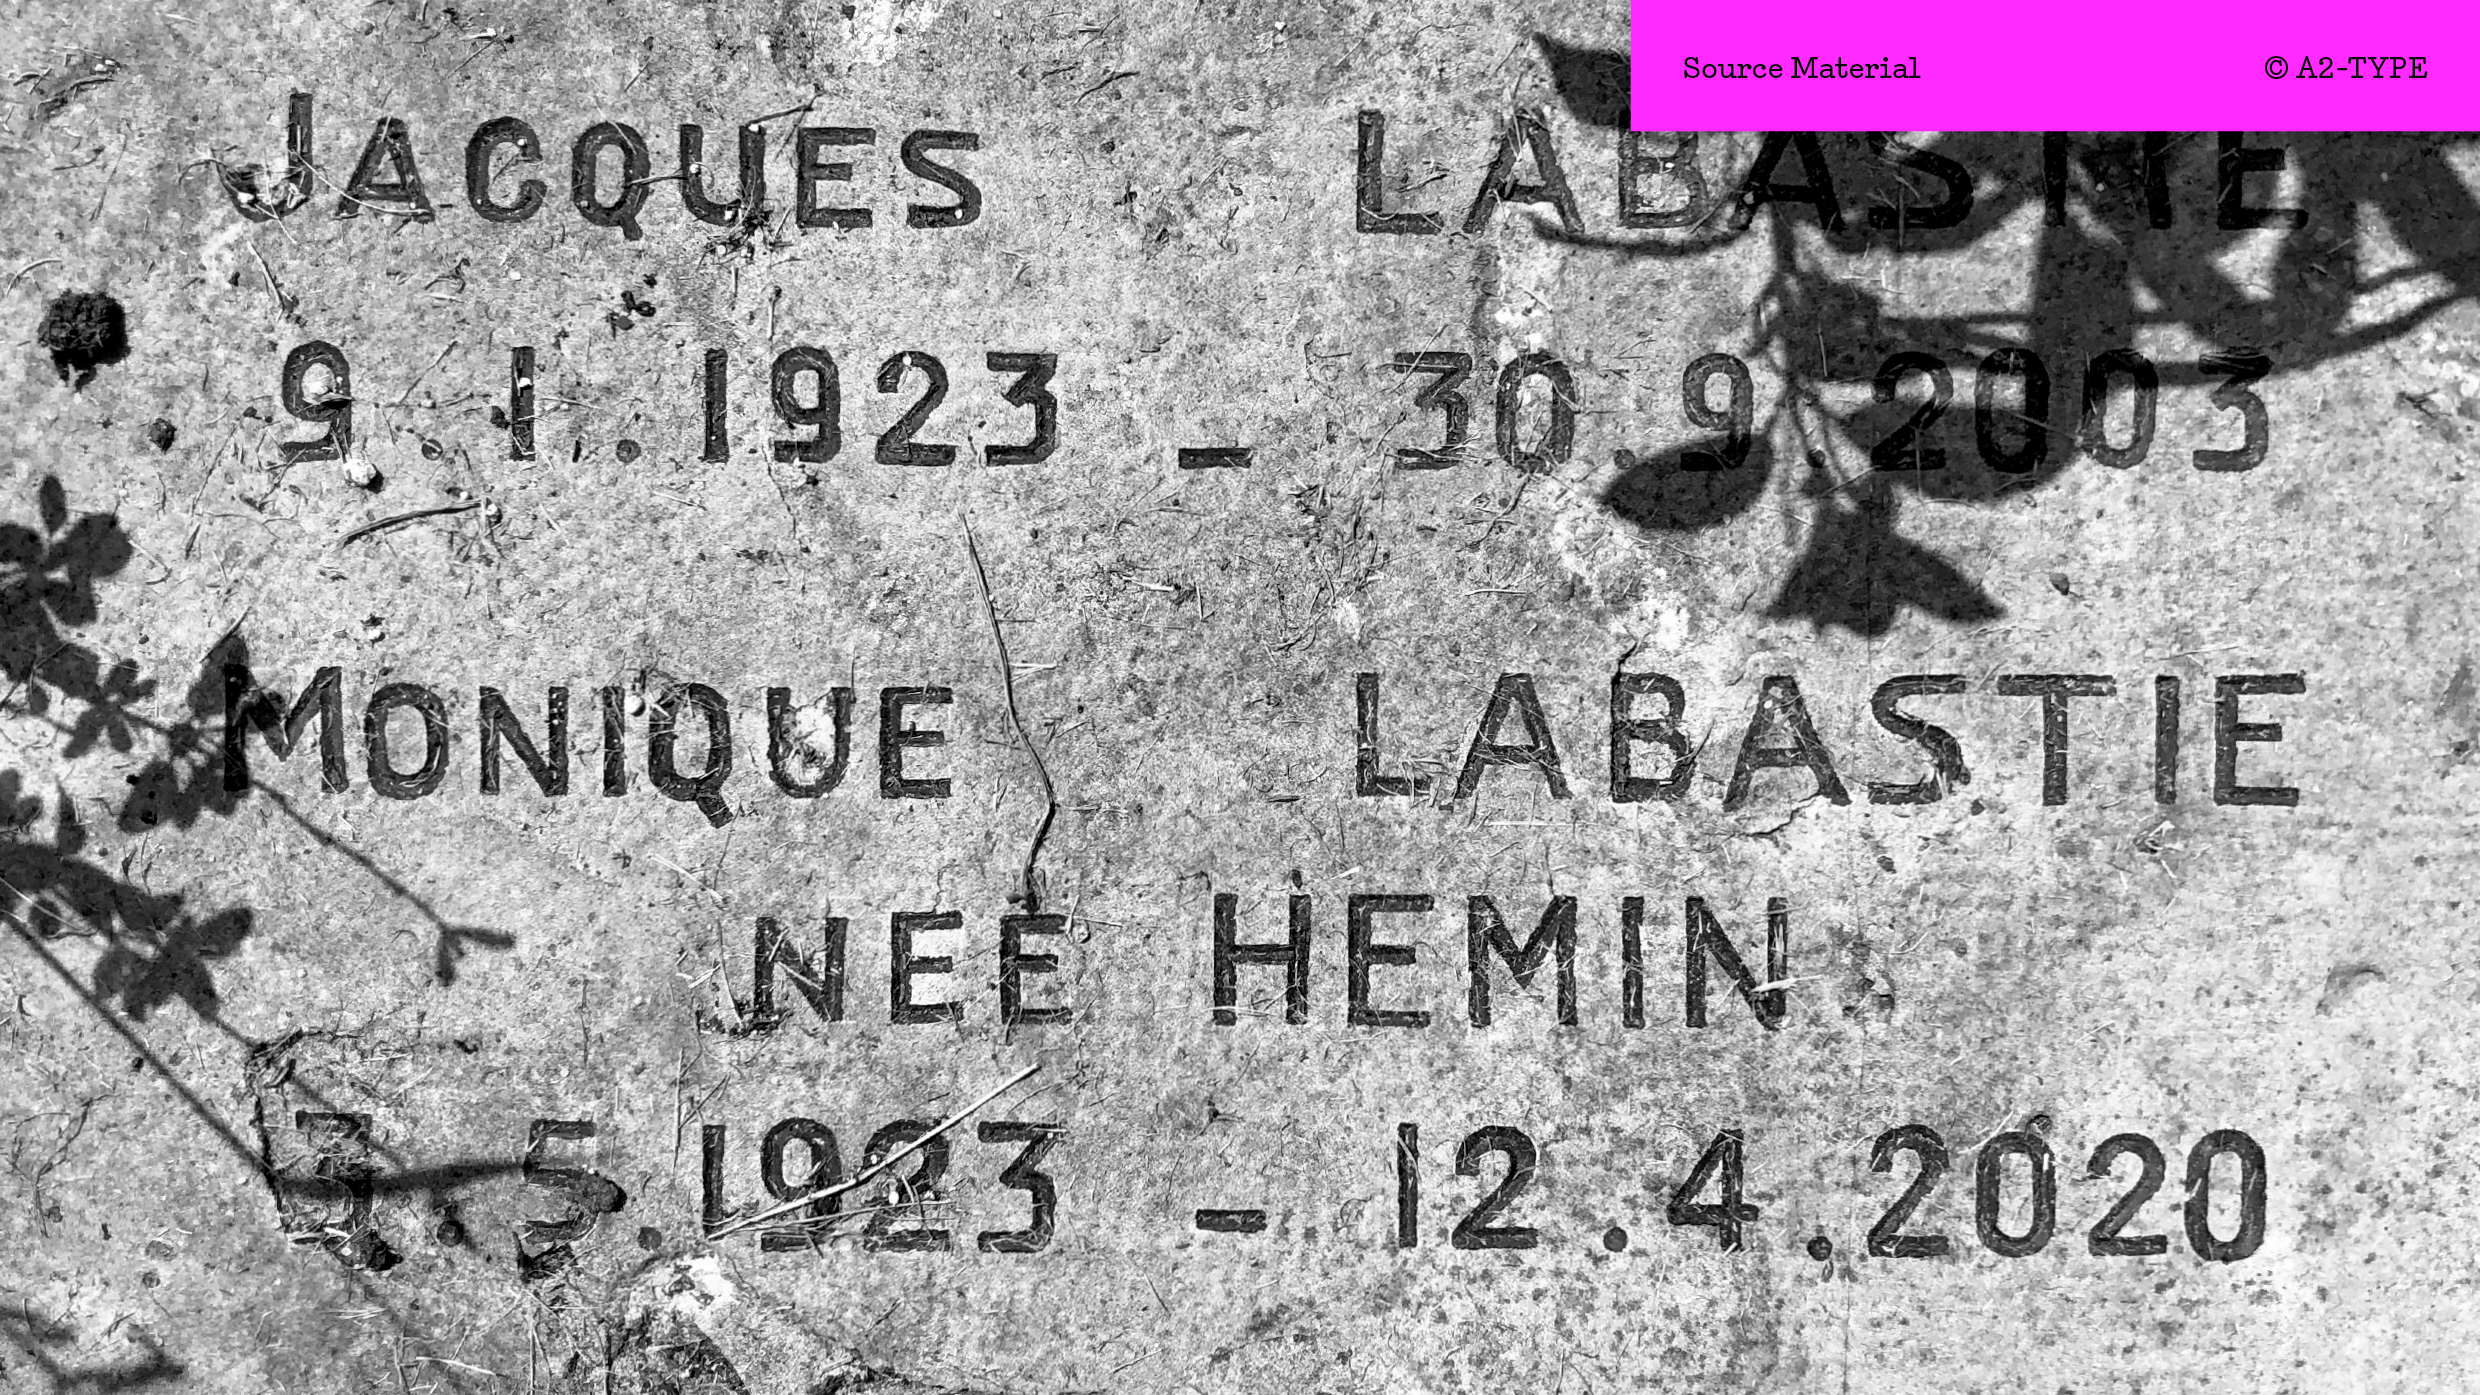 Source Material © A2-TYPE
JACQUES LABASTIE
9.1.1923 – 30.9.2003
MONIQUE LABASTIE
NEE HEMIN
3.5.1923 – 12.4.2020